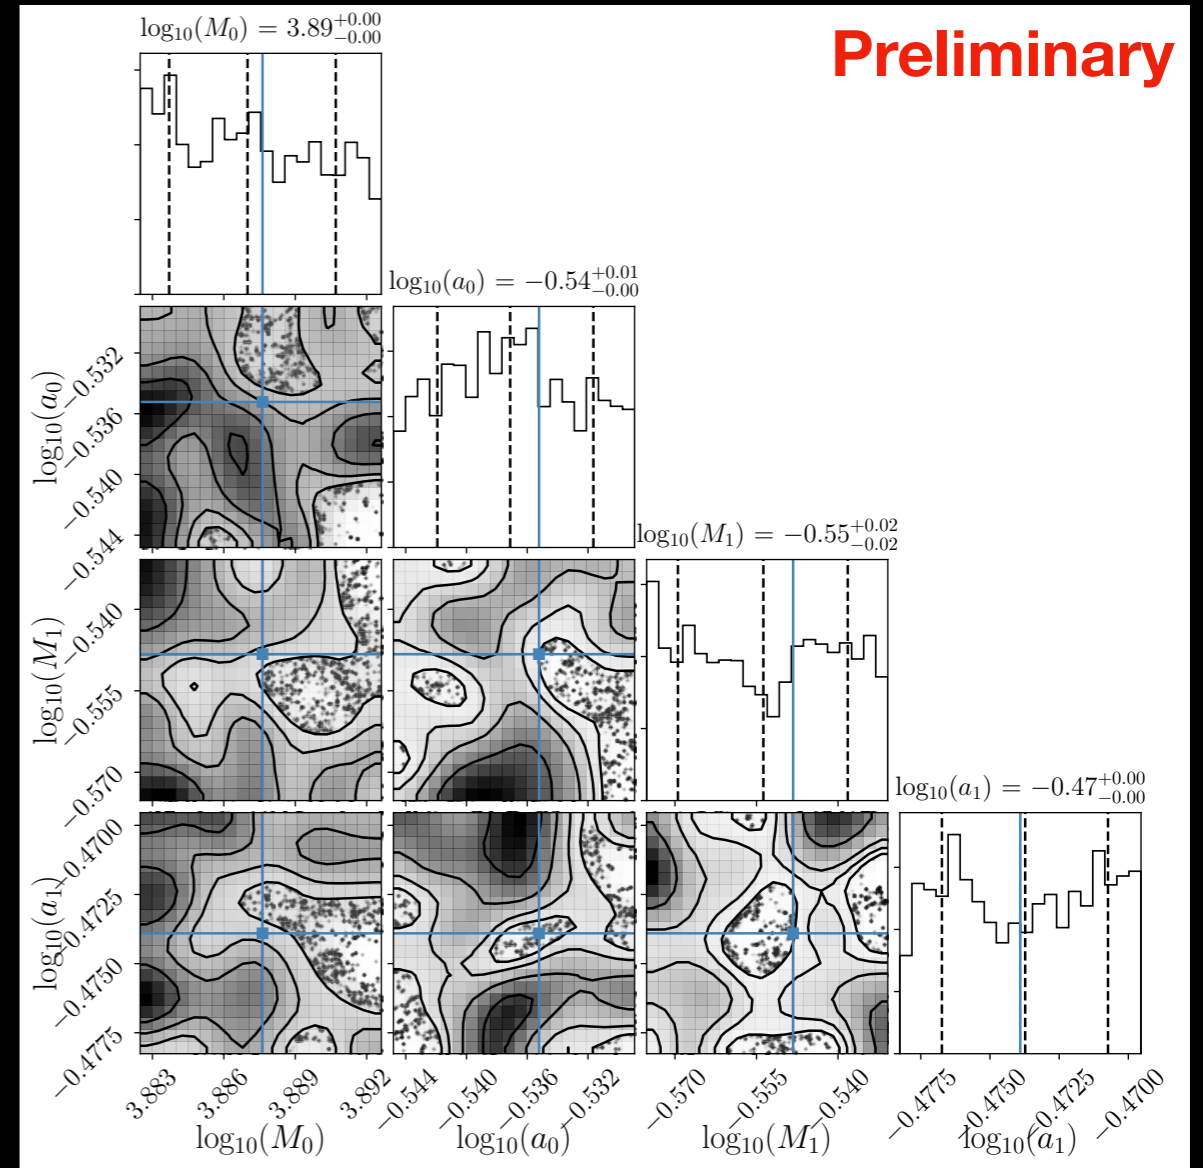 Preliminary
log₁₀(M₀) = 3.89+0.00−0.00
log₁₀(a₀) = −0.54+0.01−0.00
log₁₀(M₁) = −0.55+0.02−0.02
log₁₀(a₁) = −0.47+0.00−0.00
log₁₀(a₀)
−0.532
−0.536
−0.540
−0.544
log₁₀(M₁)
−0.540
−0.555
−0.570
log₁₀(a₁)
−0.4700
−0.4725
−0.4750
−0.4775
3.883 3.886 3.889 3.892
−0.544 −0.540 −0.536 −0.532
−0.570 −0.555 −0.540
−0.4775 −0.4750 −0.4725 −0.4700
log₁₀(M₀)
log₁₀(a₀)
log₁₀(M₁)
log₁₀(a₁)